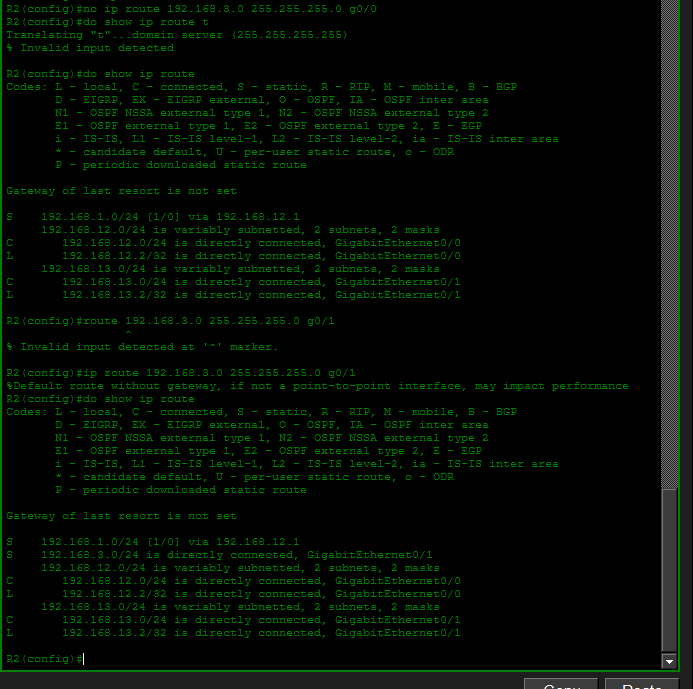 R2(config)#no ip route 192.168.3.0 255.255.255.0 g0/0
R2(config)#do show ip route t
Translating "t"...domain server (255.255.255.255)
% Invalid input detected
R2(config)#do show ip route
Codes: L - local, C - connected, S - static, R - RIP, M - mobile, B - BGP
D - EIGRP, EX - EIGRP external, O - OSPF, IA - OSPF inter area
N1 - OSPF NSSA external type 1, N2 - OSPF NSSA external type 2
E1 - OSPF external type 1, E2 - OSPF external type 2, E - EGP
i - IS-IS, L1 - IS-IS level-1, L2 - IS-IS level-2, ia - IS-IS inter area
* - candidate default, U - per-user static route, o - ODR
P - periodic downloaded static route
Gateway of last resort is not set
S 192.168.1.0/24 [1/0] via 192.168.12.1
192.168.12.0/24 is variably subnetted, 2 subnets, 2 masks
C 192.168.12.0/24 is directly connected, GigabitEthernet0/0
L 192.168.12.2/32 is directly connected, GigabitEthernet0/0
192.168.13.0/24 is variably subnetted, 2 subnets, 2 masks
C 192.168.13.0/24 is directly connected, GigabitEthernet0/1
L 192.168.13.2/32 is directly connected, GigabitEthernet0/1
R2(config)#route 192.168.3.0 255.255.255.0 g0/1
^
% Invalid input detected at '^' marker.
R2(config)#ip route 192.168.3.0 255.255.255.0 g0/1
%Default route without gateway, if not a point-to-point interface, may impact performance
R2(config)#do show ip route
Codes: L - local, C - connected, S - static, R - RIP, M - mobile, B - BGP
D - EIGRP, EX - EIGRP external, O - OSPF, IA - OSPF inter area
N1 - OSPF NSSA external type 1, N2 - OSPF NSSA external type 2
E1 - OSPF external type 1, E2 - OSPF external type 2, E - EGP
i - IS-IS, L1 - IS-IS level-1, L2 - IS-IS level-2, ia - IS-IS inter area
* - candidate default, U - per-user static route, o - ODR
P - periodic downloaded static route
Gateway of last resort is not set
S 192.168.1.0/24 [1/0] via 192.168.12.1
S 192.168.3.0/24 is directly connected, GigabitEthernet0/1
192.168.12.0/24 is variably subnetted, 2 subnets, 2 masks
C 192.168.12.0/24 is directly connected, GigabitEthernet0/0
L 192.168.12.2/32 is directly connected, GigabitEthernet0/0
192.168.13.0/24 is variably subnetted, 2 subnets, 2 masks
C 192.168.13.0/24 is directly connected, GigabitEthernet0/1
L 192.168.13.2/32 is directly connected, GigabitEthernet0/1
R2(config)#
Copy Paste